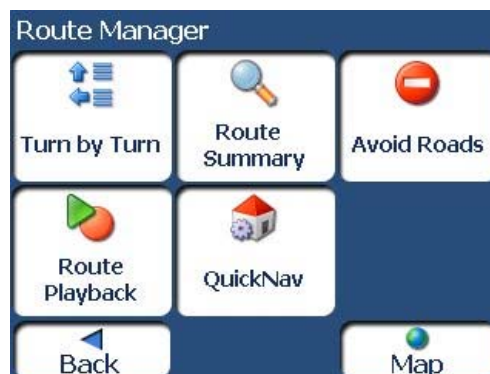 Route Manager
Turn by Turn
Route
Summary
Avoid Roads
Route
Playback
QuickNav
Back
Map